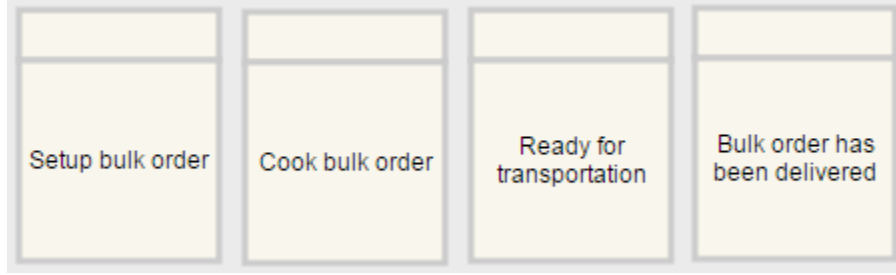 Setup bulk order
Cook bulk order
Ready for
transportation
Bulk order has
been delivered